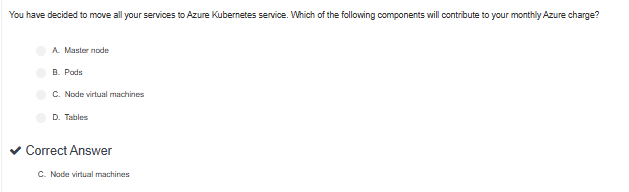 You have decided to move all your services to Azure Kubernetes service. Which of the following components will contribute to your monthly Azure charge?
A. Master node
B. Pods
C. Node virtual machines
D. Tables
Correct Answer
C. Node virtual machines